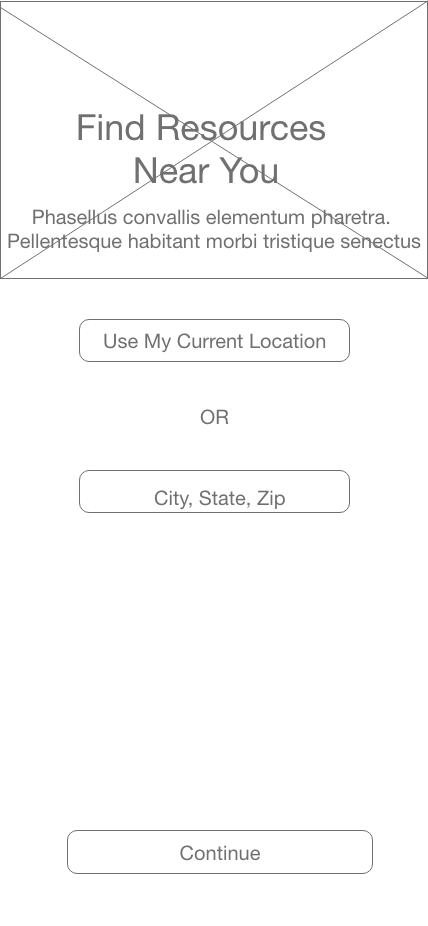 Find Resources
Near You
Phasellus convallis elementum pharetra.
Pellentesque habitant morbi tristique senectus
Use My Current Location
OR
City, State, Zip
Continue